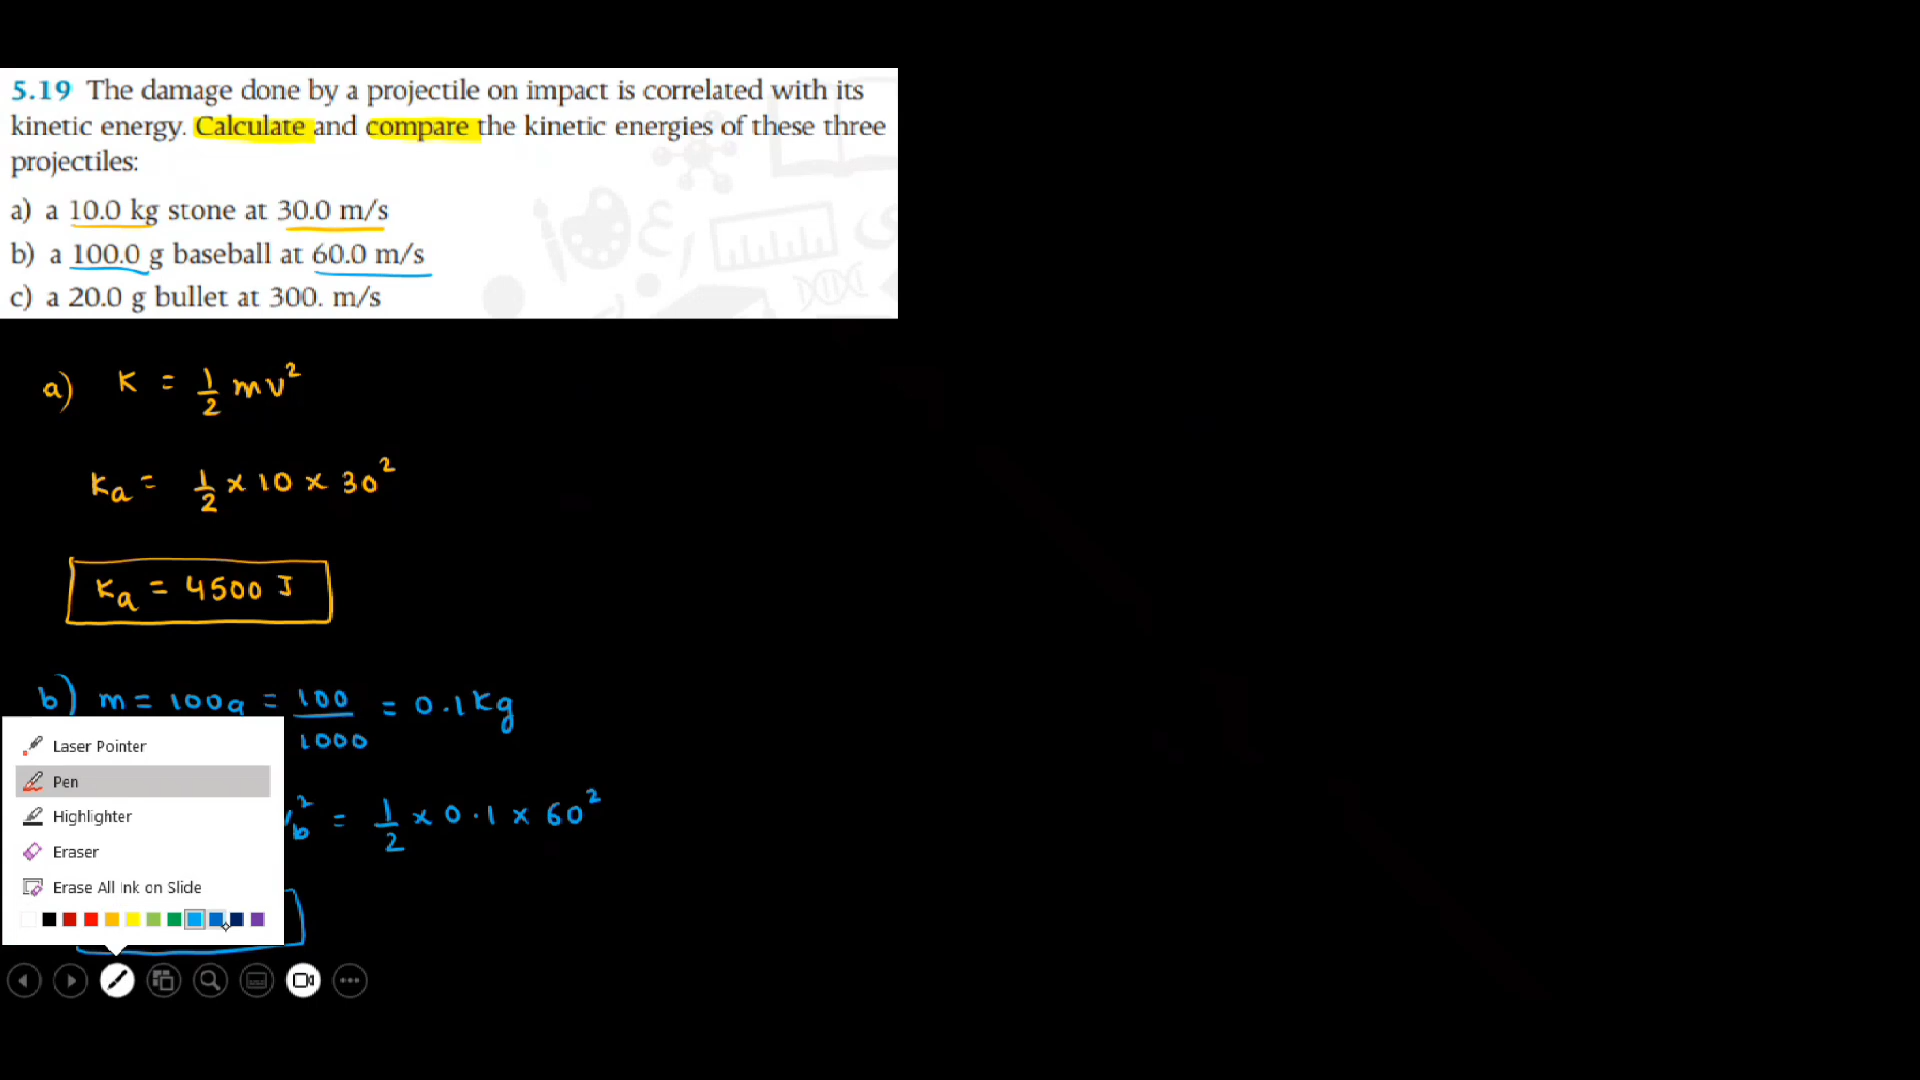 5.19 The damage done by a projectile on impact is correlated with its
kinetic energy. Calculate and compare the kinetic energies of these three
projectiles:
a) a 10.0 kg stone at 30.0 m/s
b) a 100.0 g baseball at 60.0 m/s
c) a 20.0 g bullet at 300. m/s
a) K = 1/2 mv²
Ka = 1/2 x 10 x 30²
Ka = 4500 J
b) m = 100g = 100/1000 = 0.1 Kg
²b = 1/2 x 0.1 x 60²
Laser Pointer
Pen
Highlighter
Eraser
Erase All Ink on Slide